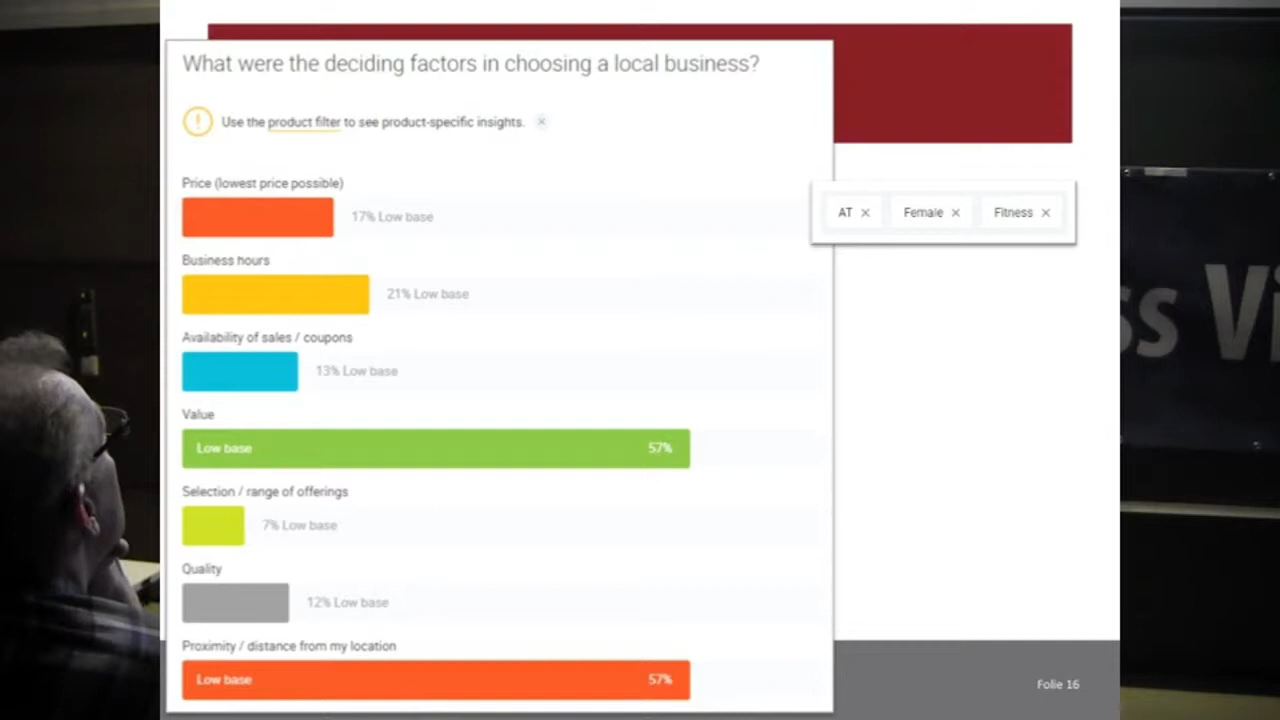 What were the deciding factors in choosing a local business?
Use the product filter to see product-specific insights. ×
Price (lowest price possible)
17% Low base
AT × Female × Fitness ×
Business hours
21% Low base
Availability of sales / coupons
13% Low base
Value
Low base 57%
Selection / range of offerings
7% Low base
Quality
12% Low base
Proximity / distance from my location
Low base 57%
Folie 16